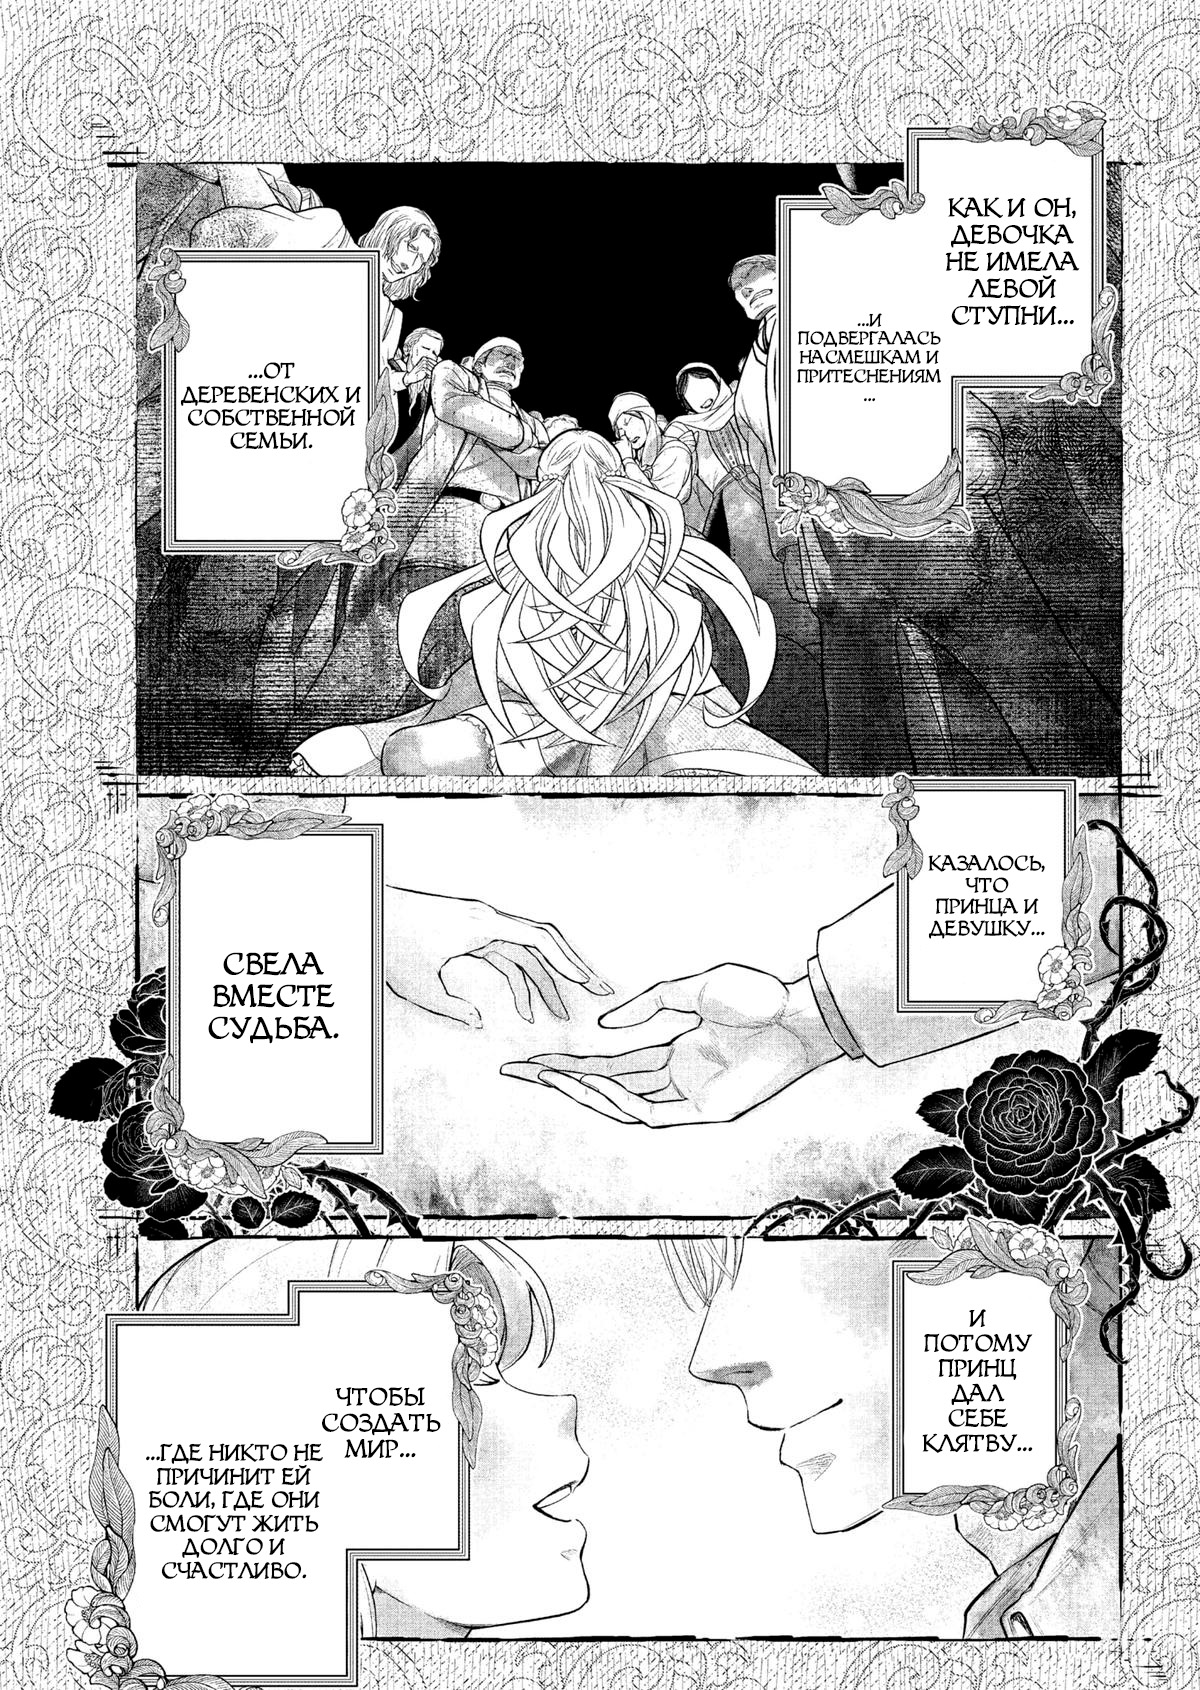 КАК И ОН,
ДЕВОЧКА
НЕ ИМЕЛА
ЛЕВОЙ
СТУПНИ...
...И
ПОДВЕРГАЛАСЬ
НАСМЕШКАМ И
ПРИТЕСНЕНИЯМ
...
...ОТ
ДЕРЕВЕНСКИХ И
СОБСТВЕННОЙ
СЕМЬИ.
КАЗАЛОСЬ,
ЧТО
ПРИНЦА И
ДЕВУШКУ...
СВЕЛА
ВМЕСТЕ
СУДЬБА.
И
ПОТОМУ
ПРИНЦ
ДАЛ
СЕБЕ
КЛЯТВУ...
ЧТОБЫ
СОЗДАТЬ
МИР...
...ГДЕ НИКТО НЕ
ПРИЧИНИТ ЕЙ
БОЛИ, ГДЕ ОНИ
СМОГУТ ЖИТЬ
ДОЛГО И
СЧАСТЛИВО.